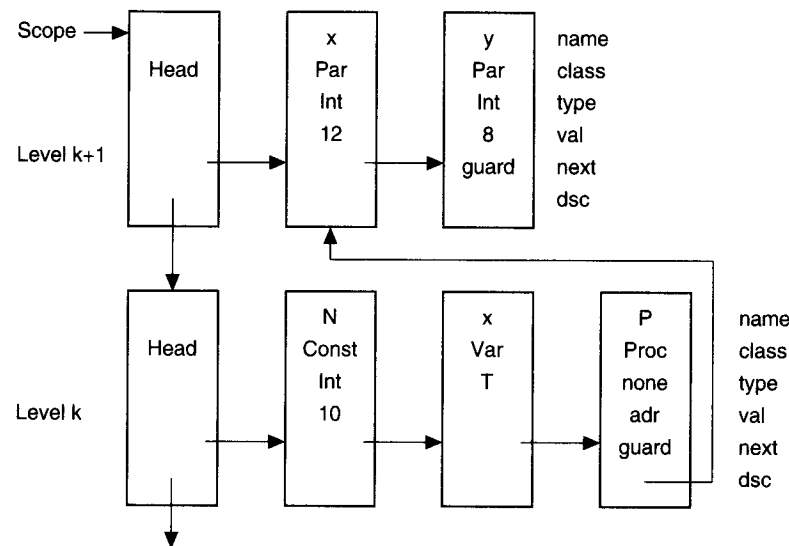 Scope
Head
x
Par
Int
12
y
Par
Int
8
guard
name
class
type
val
next
dsc
Level k+1
Head
N
Const
Int
10
x
Var
T
P
Proc
none
adr
guard
name
class
type
val
next
dsc
Level k